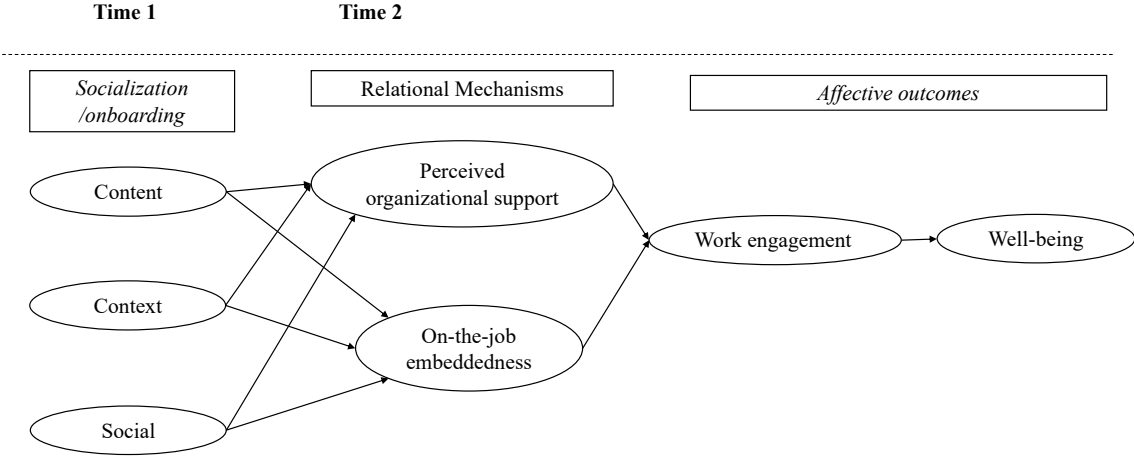 Time 1
Time 2
Socialization
/onboarding
Relational Mechanisms
Affective outcomes
Content
Perceived
organizational support
Work engagement
Well-being
Context
On-the-job
embeddedness
Social